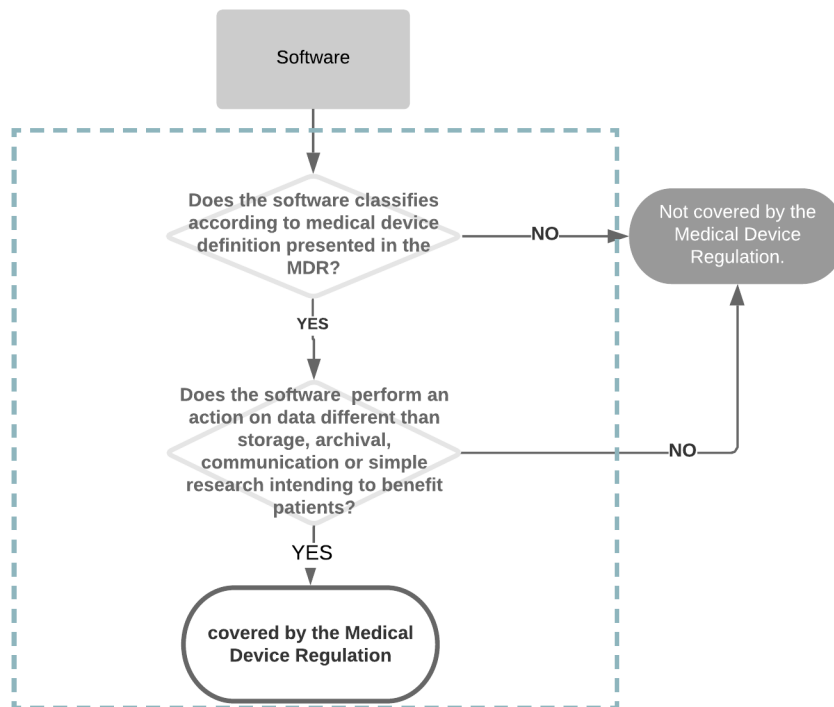 Software
Does the software classifies
according to medical device
definition presented in the
MDR?
NO
Not covered by the
Medical Device
Regulation.
YES
Does the software  perform an
action on data different than
storage, archival,
communication or simple
research intending to benefit
patients?
NO
YES
covered by the Medical
Device Regulation